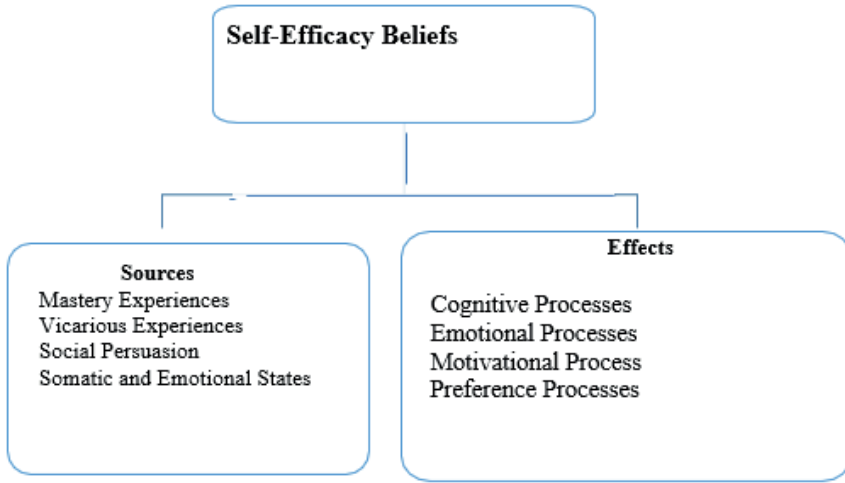 Self-Efficacy Beliefs
Sources
Mastery Experiences
Vicarious Experiences
Social Persuasion
Somatic and Emotional States
Effects
Cognitive Processes
Emotional Processes
Motivational Process
Preference Processes